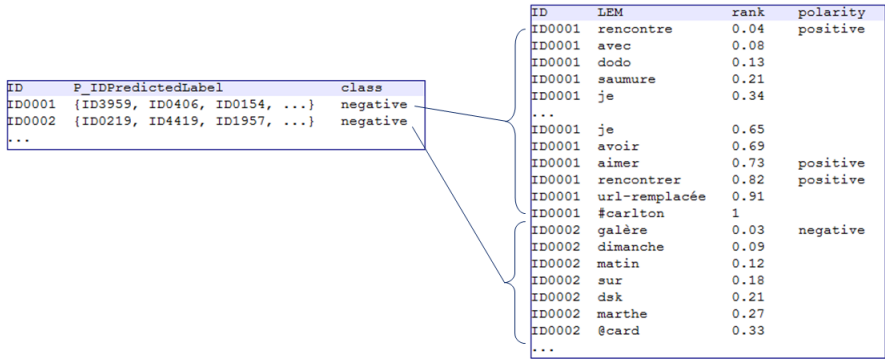 ID P_IDPredictedLabel class
ID0001 {ID3959, ID0406, ID0154, ...} negative
ID0002 {ID0219, ID4419, ID1957, ...} negative
...
ID LEM rank polarity
ID0001 rencontre 0.04 positive
ID0001 avec 0.08
ID0001 dodo 0.13
ID0001 saumure 0.21
ID0001 je 0.34
...
ID0001 je 0.65
ID0001 avoir 0.69
ID0001 aimer 0.73 positive
ID0001 rencontrer 0.82 positive
ID0001 url-remplacée 0.91
ID0001 #carlton 1
ID0002 galère 0.03 negative
ID0002 dimanche 0.09
ID0002 matin 0.12
ID0002 sur 0.18
ID0002 dsk 0.21
ID0002 marthe 0.27
ID0002 @card 0.33
...